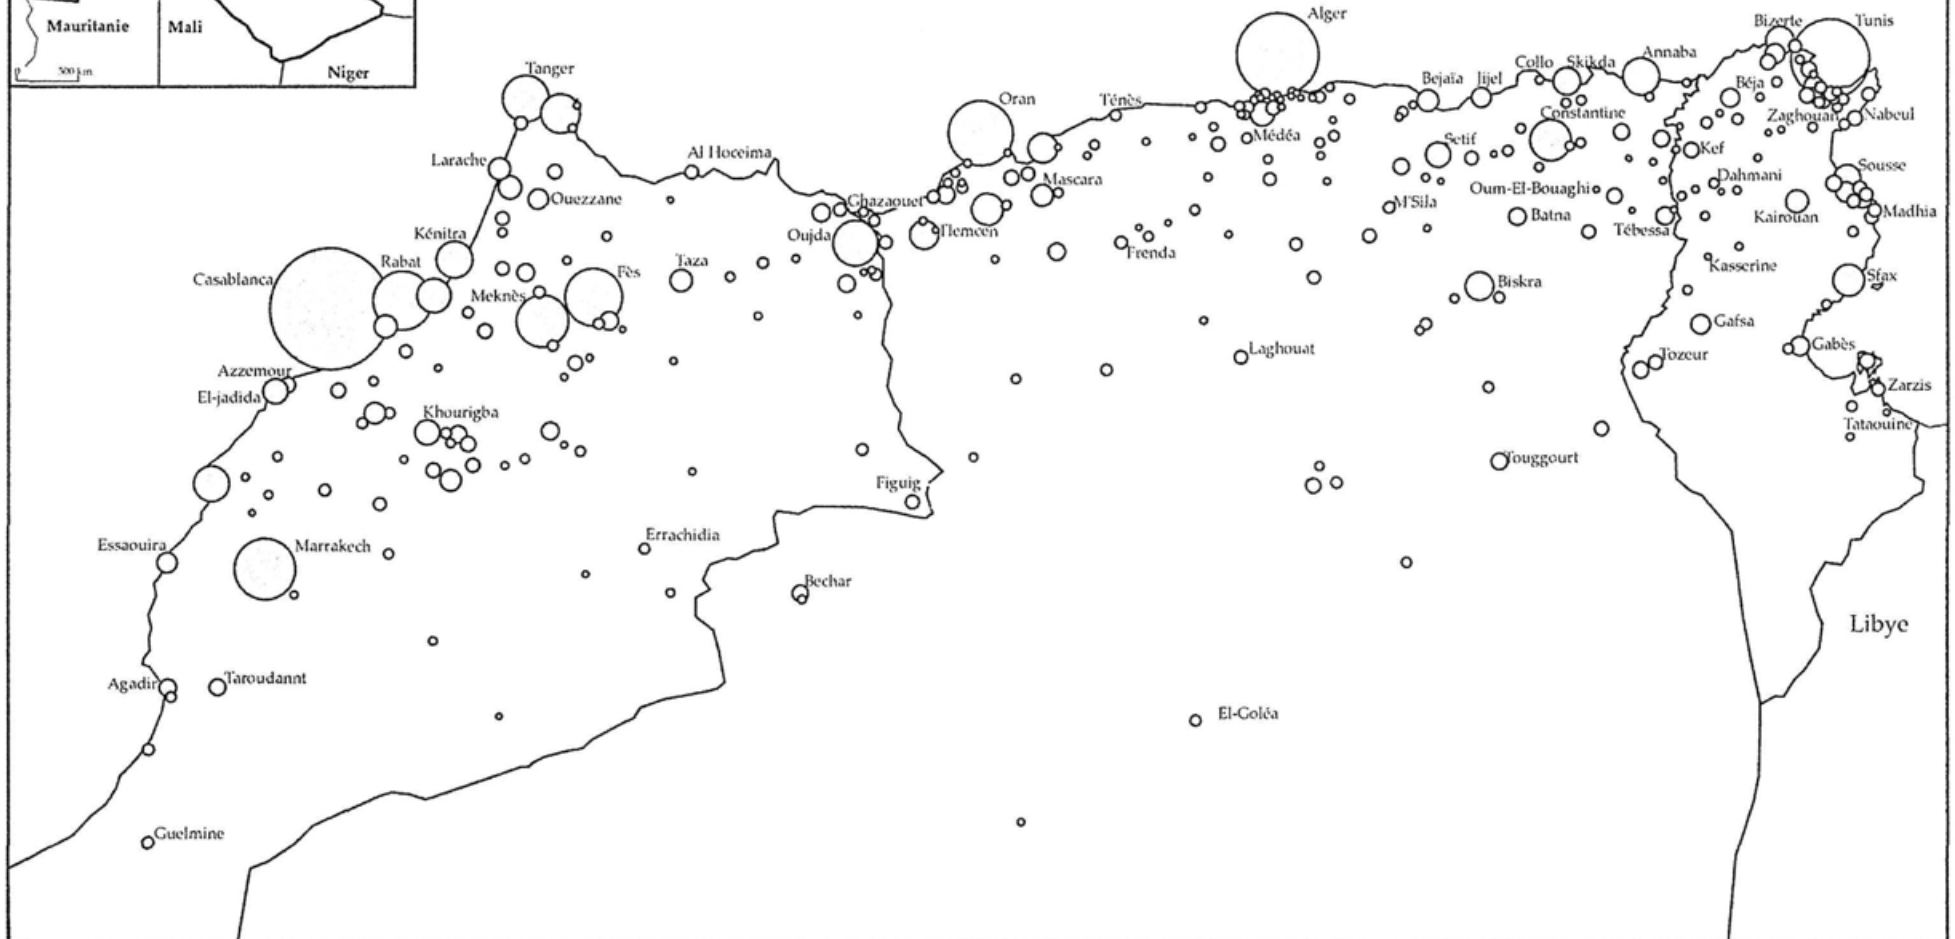 Mauritanie
Mali
500 km
Niger
Alger
Bizerte
Tunis
Tanger
Oran
Ténès
Bejaïa
Jijel
Collo
Skikda
Annaba
Béja
Constantine
Zaghouan
Nabeul
Médéa
Larache
Al Hoceima
Setif
Kef
Sousse
Mascara
Ouezzane
Ghazaouet
Oum-El-Bouaghi
Dahmani
M'Sila
Batna
Kairouan
Madhia
Kénitra
Oujda
Tlemcen
Tébessa
Frenda
Casablanca
Rabat
Fès
Taza
Kasserine
Sfax
Meknès
Biskra
Gafsa
Laghouat
Gabès
Tozeur
Azzemour
El-jadida
Zarzis
Khourigba
Tataouine
Touggourt
Figuig
Errachidia
Essaouira
Marrakech
Bechar
Libye
Agadir
Taroudannt
El-Goléa
Guelmine